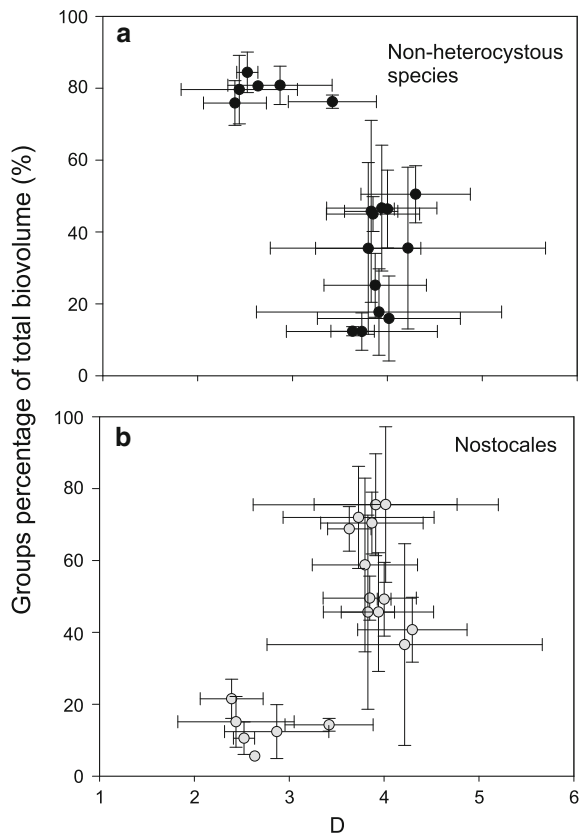 100
a
Non-heterocystous
species
80
60
40
20
0
Groups percentage of total biovolume (%)
100
b
Nostocales
80
60
40
20
0
1 2 3 4 5 6
D